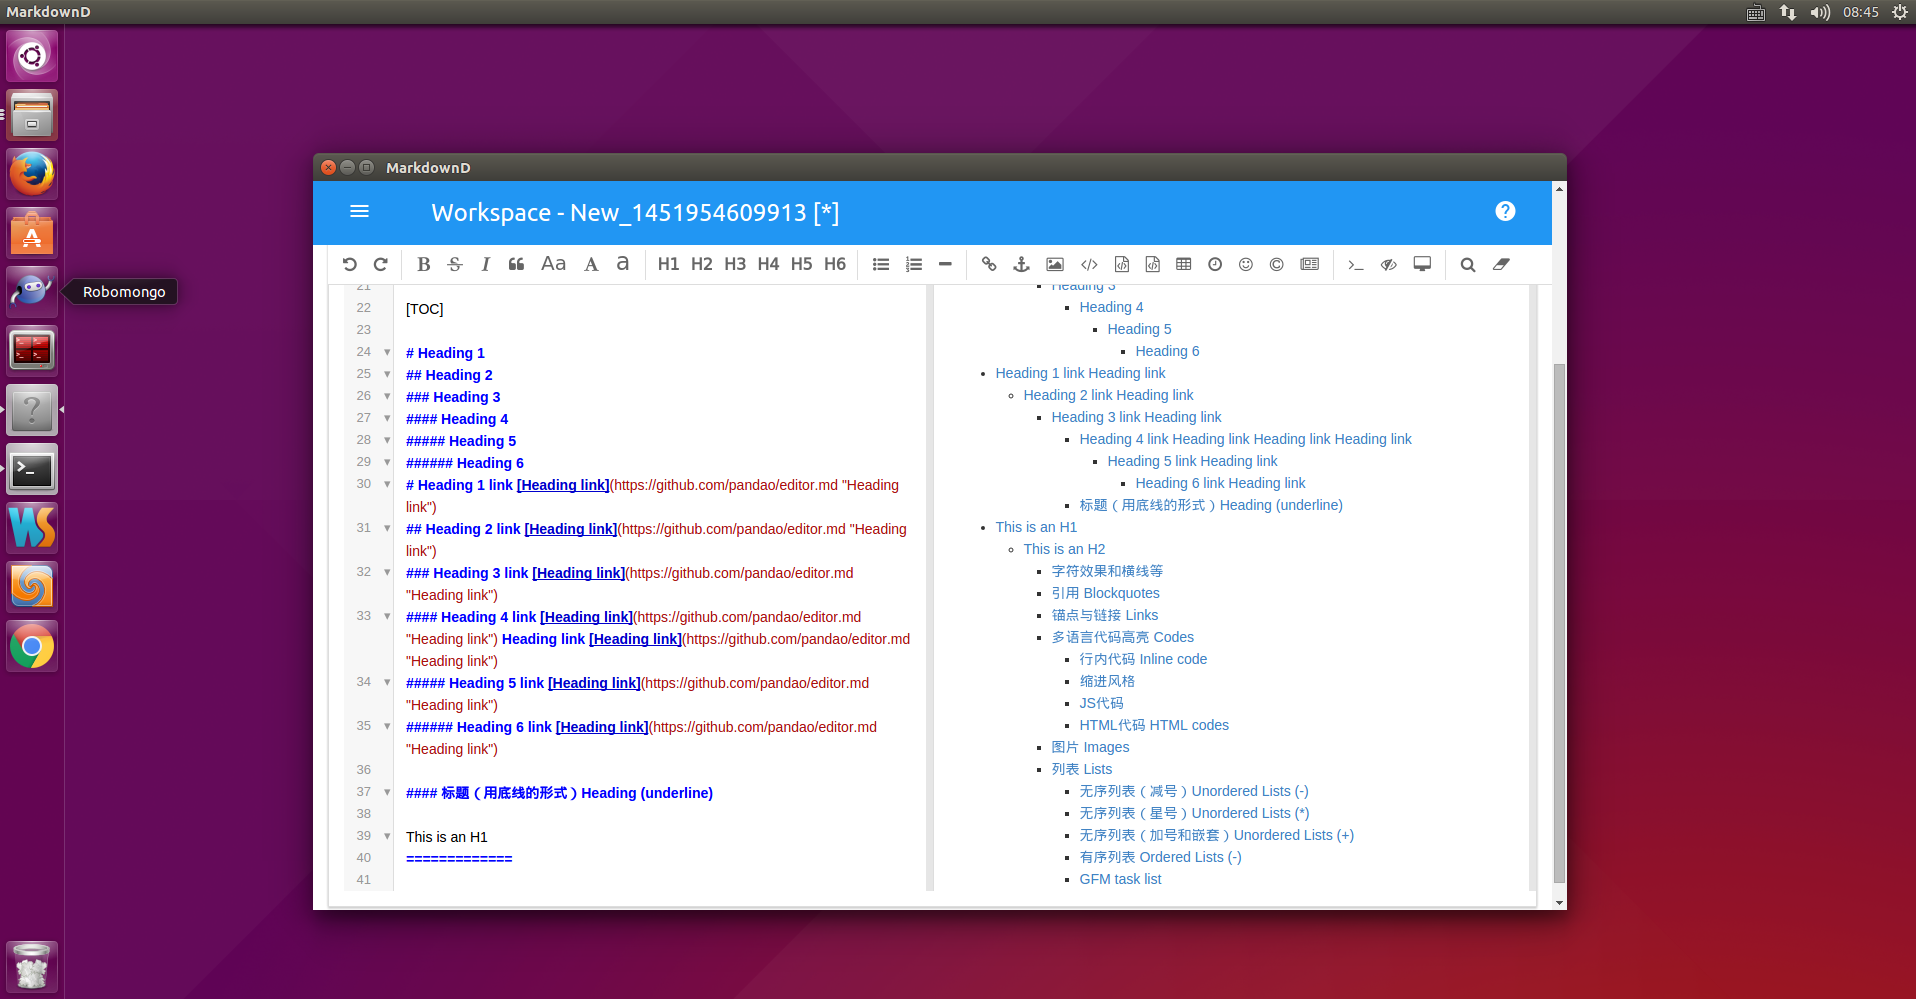 MarkdownD
08:45
Robomongo
MarkdownD
Workspace - New_1451954609913 [*]
B S I Aa A a H1 H2 H3 H4 H5 H6
21
22 [TOC]
23
24 # Heading 1
25 ## Heading 2
26 ### Heading 3
27 #### Heading 4
28 ##### Heading 5
29 ###### Heading 6
30 # Heading 1 link [Heading link](https://github.com/pandao/editor.md "Heading
link")
31 ## Heading 2 link [Heading link](https://github.com/pandao/editor.md "Heading
link")
32 ### Heading 3 link [Heading link](https://github.com/pandao/editor.md
"Heading link")
33 #### Heading 4 link [Heading link](https://github.com/pandao/editor.md
"Heading link") Heading link [Heading link](https://github.com/pandao/editor.md
"Heading link")
34 ##### Heading 5 link [Heading link](https://github.com/pandao/editor.md
"Heading link")
35 ###### Heading 6 link [Heading link](https://github.com/pandao/editor.md
"Heading link")
36
37 #### 标题（用底线的形式）Heading (underline)
38
39 This is an H1
40 =============
41
Heading 3
Heading 4
Heading 5
Heading 6
Heading 1 link Heading link
Heading 2 link Heading link
Heading 3 link Heading link
Heading 4 link Heading link Heading link Heading link
Heading 5 link Heading link
Heading 6 link Heading link
标题（用底线的形式）Heading (underline)
This is an H1
This is an H2
字符效果和横线等
引用 Blockquotes
锚点与链接 Links
多语言代码高亮 Codes
行内代码 Inline code
缩进风格
JS代码
HTML代码 HTML codes
图片 Images
列表 Lists
无序列表（减号）Unordered Lists (-)
无序列表（星号）Unordered Lists (*)
无序列表（加号和嵌套）Unordered Lists (+)
有序列表 Ordered Lists (-)
GFM task list